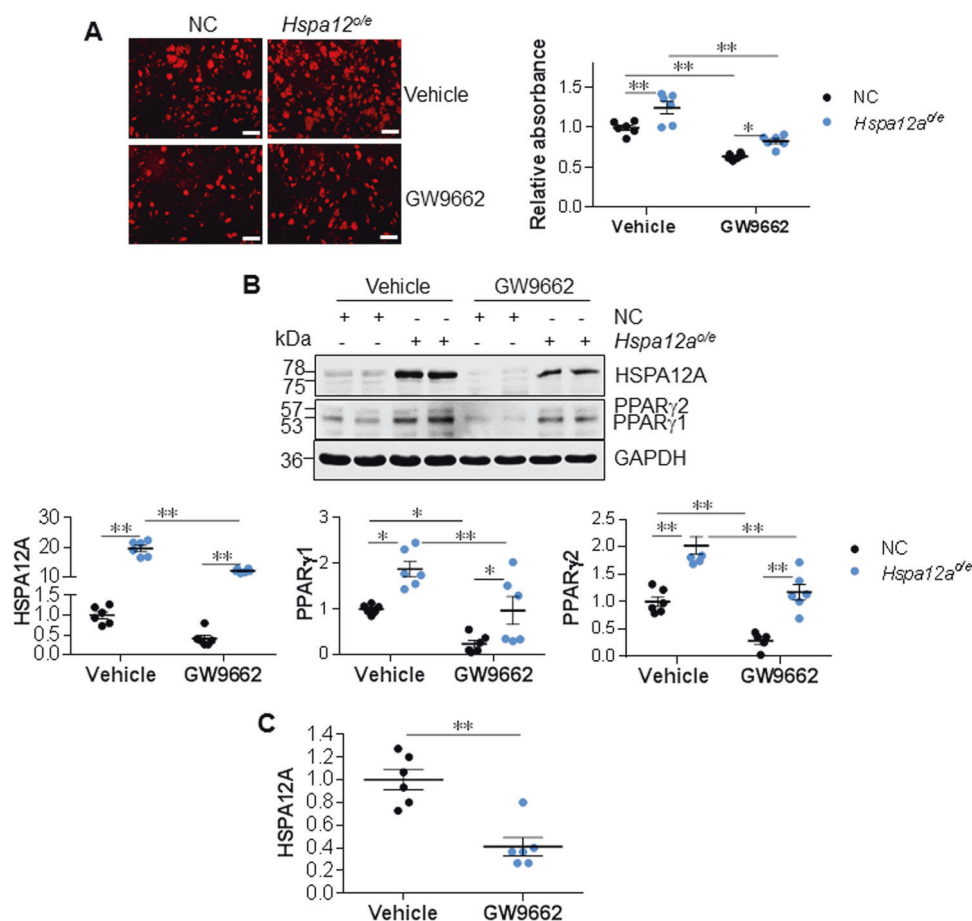 A
NC
Hspa12o/e
Vehicle
GW9662
Relative absorbance
1.5
1.0
0.5
0.0
**
**
**
*
Vehicle
GW9662
NC
Hspa12ao/e
B
Vehicle
GW9662
+ + - - + + - -
NC
- - + + - - + +
Hspa12ao/e
kDa
78
75
HSPA12A
57
53
PPARγ2
PPARγ1
36
GAPDH
HSPA12A
30
20
10
1.0
0.5
0.0
**
**
**
Vehicle
GW9662
PPARγ1
3
2
1
0
*
*
**
*
Vehicle
GW9662
PPARγ2
2.5
2.0
1.5
1.0
0.5
0.0
**
**
**
**
Vehicle
GW9662
NC
Hspa12ao/e
C
HSPA12A
1.4
1.2
1.0
0.8
0.6
0.4
0.2
0.0
**
Vehicle
GW9662